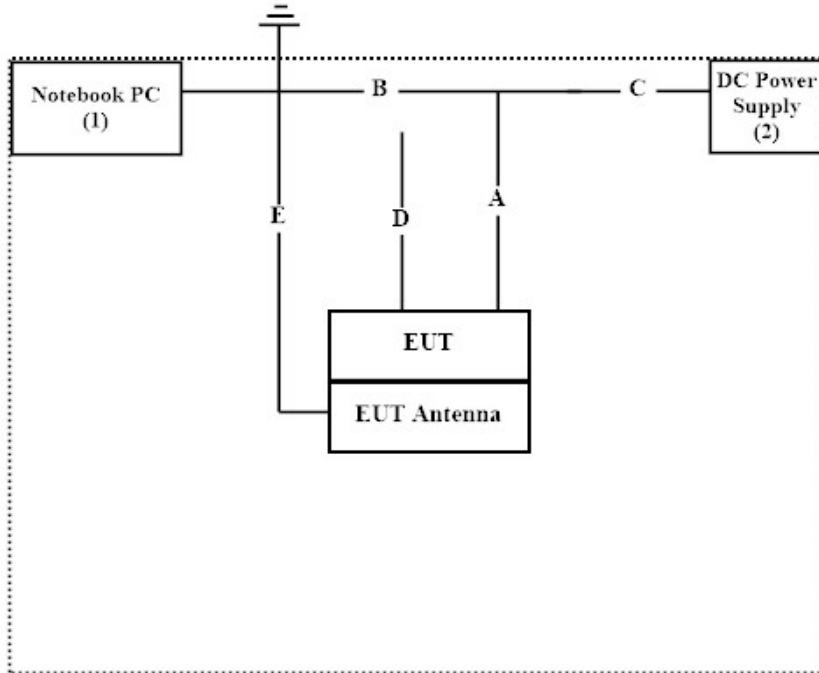 Notebook PC
(1)
B
C
DC Power
Supply
(2)
E
D
A
EUT
EUT Antenna